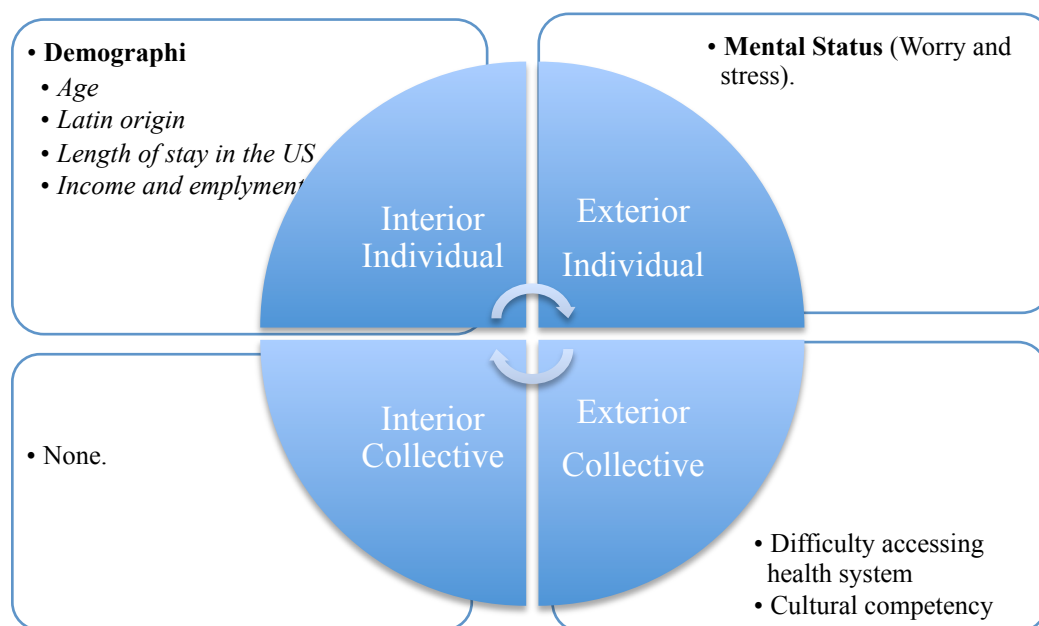 • Demographi
• Age
• Latin origin
• Length of stay in the US
• Income and emplyment
• Mental Status (Worry and
stress).
Interior
Individual
Exterior
Individual
Interior
Collective
Exterior
Collective
• None.
• Difficulty accessing
health system
• Cultural competency